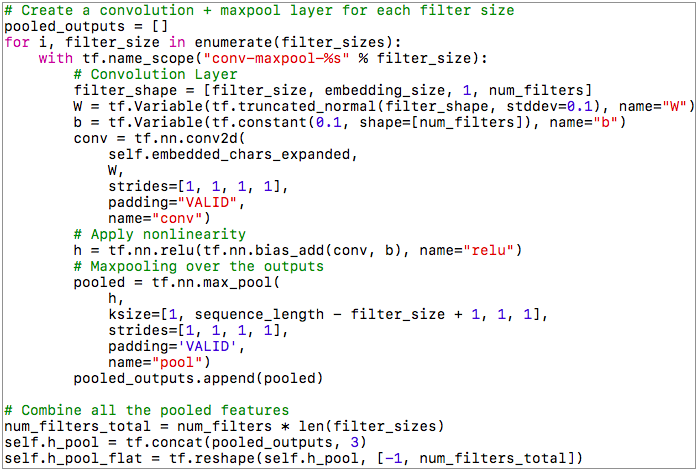 # Create a convolution + maxpool layer for each filter size
pooled_outputs = []
for i, filter_size in enumerate(filter_sizes):
    with tf.name_scope("conv-maxpool-%s" % filter_size):
        # Convolution Layer
        filter_shape = [filter_size, embedding_size, 1, num_filters]
        W = tf.Variable(tf.truncated_normal(filter_shape, stddev=0.1), name="W")
        b = tf.Variable(tf.constant(0.1, shape=[num_filters]), name="b")
        conv = tf.nn.conv2d(
            self.embedded_chars_expanded,
            W,
            strides=[1, 1, 1, 1],
            padding="VALID",
            name="conv")
        # Apply nonlinearity
        h = tf.nn.relu(tf.nn.bias_add(conv, b), name="relu")
        # Maxpooling over the outputs
        pooled = tf.nn.max_pool(
            h,
            ksize=[1, sequence_length - filter_size + 1, 1, 1],
            strides=[1, 1, 1, 1],
            padding='VALID',
            name="pool")
        pooled_outputs.append(pooled)

# Combine all the pooled features
num_filters_total = num_filters * len(filter_sizes)
self.h_pool = tf.concat(pooled_outputs, 3)
self.h_pool_flat = tf.reshape(self.h_pool, [-1, num_filters_total])